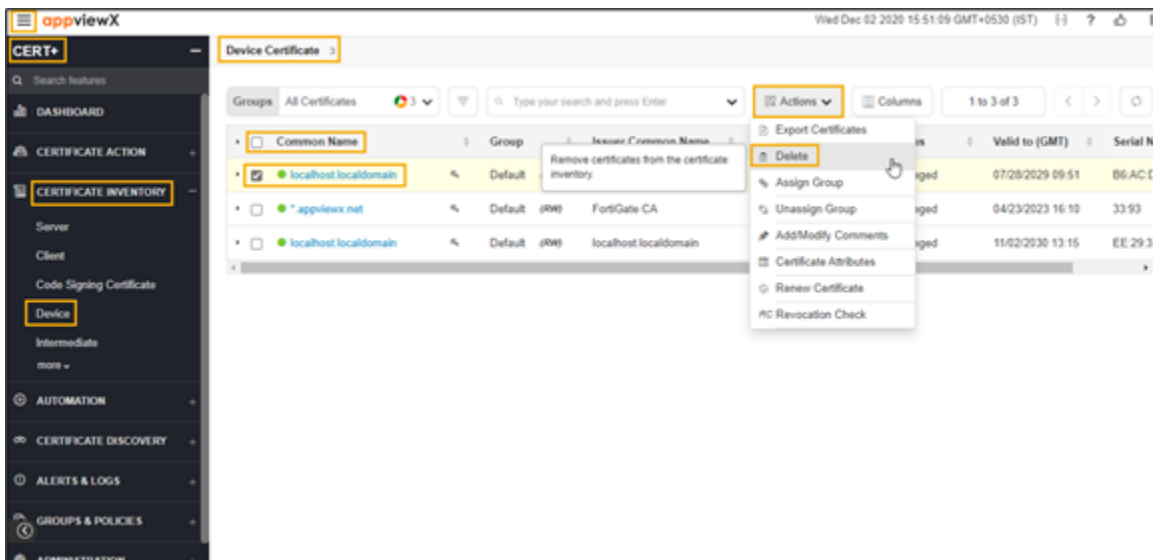 appviewX Wed Dec 02 2020 15:51:09 GMT+0530 (IST) ?
CERT+
Device Certificate 3
Search features
DASHBOARD
CERTIFICATE ACTION +
CERTIFICATE INVENTORY −
Server
Client
Code Signing Certificate
Device
Intermediate
more
AUTOMATION +
CERTIFICATE DISCOVERY +
ALERTS & LOGS +
GROUPS & POLICIES +
ADMINISTRATION
Groups All Certificates 3 Type your search and press Enter Actions Columns 1 to 3 of 3
Common Name Group Issuer Common Name Valid to (GMT) Serial N
localhost.localdomain Default 07/28/2029 09:51 B6:AC:D
*.appviewx.net Default (RW) FortiGate CA 04/23/2023 16:10 33:93
localhost.localdomain Default (RW) localhost.localdomain 11/02/2030 13:15 EE:29:3
Remove certificates from the certificate
inventory.
Export Certificates
Delete
Assign Group
Unassign Group
Add/Modify Comments
Certificate Attributes
Renew Certificate
RC Revocation Check